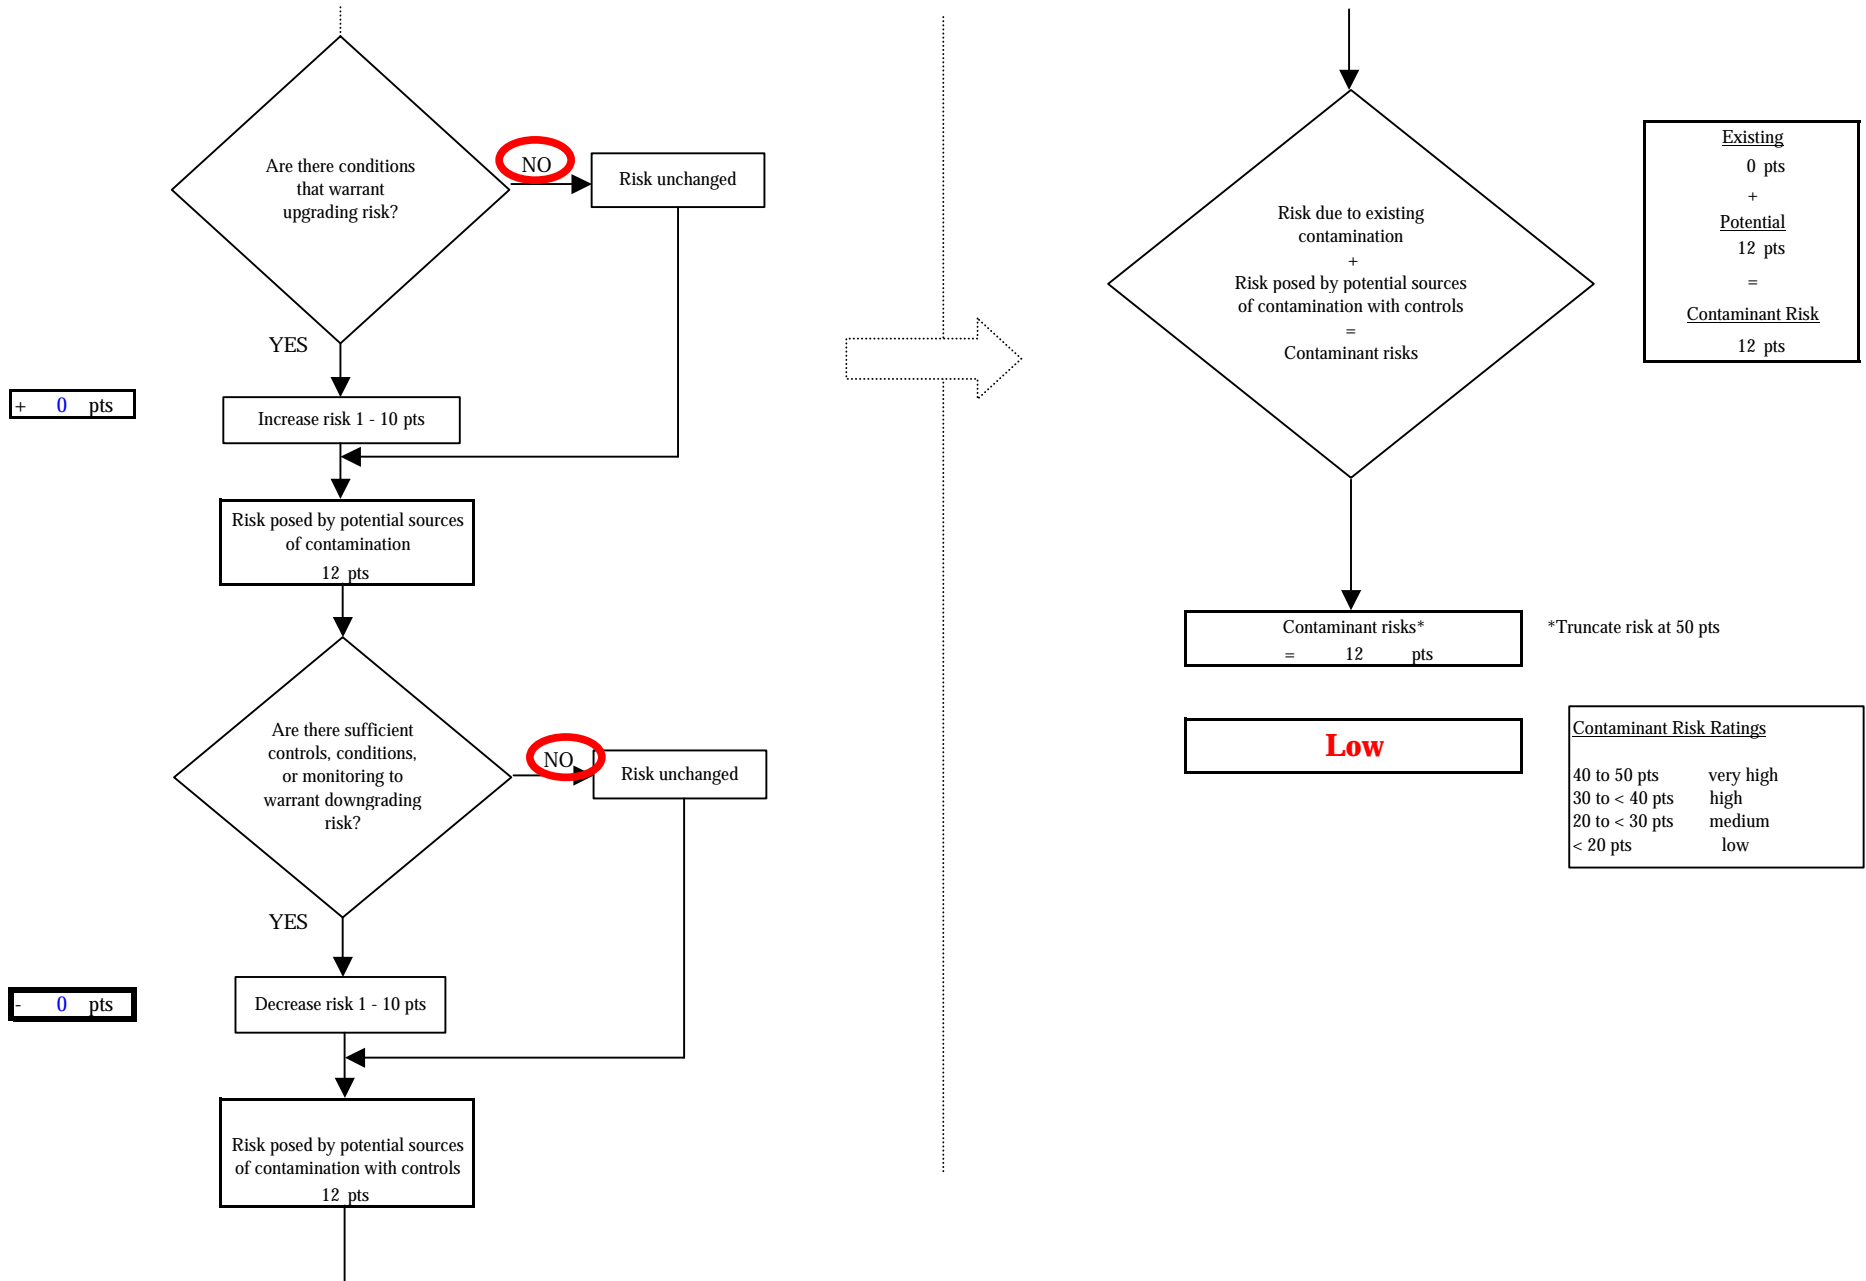 Are there conditions
that warrant
upgrading risk?
NO
Risk unchanged
YES
+ 0 pts
Increase risk 1 - 10 pts
Risk posed by potential sources
of contamination
12 pts
Are there sufficient
controls, conditions,
or monitoring to
warrant downgrading
risk?
NO
Risk unchanged
YES
- 0 pts
Decrease risk 1 - 10 pts
Risk posed by potential sources
of contamination with controls
12 pts
Risk due to existing
contamination
+
Risk posed by potential sources
of contamination with controls
=
Contaminant risks
Existing
0 pts
+
Potential
12 pts
=
Contaminant Risk
12 pts
Contaminant risks*
= 12 pts
*Truncate risk at 50 pts
Low
Contaminant Risk Ratings
40 to 50 pts very high
30 to < 40 pts high
20 to < 30 pts medium
< 20 pts low